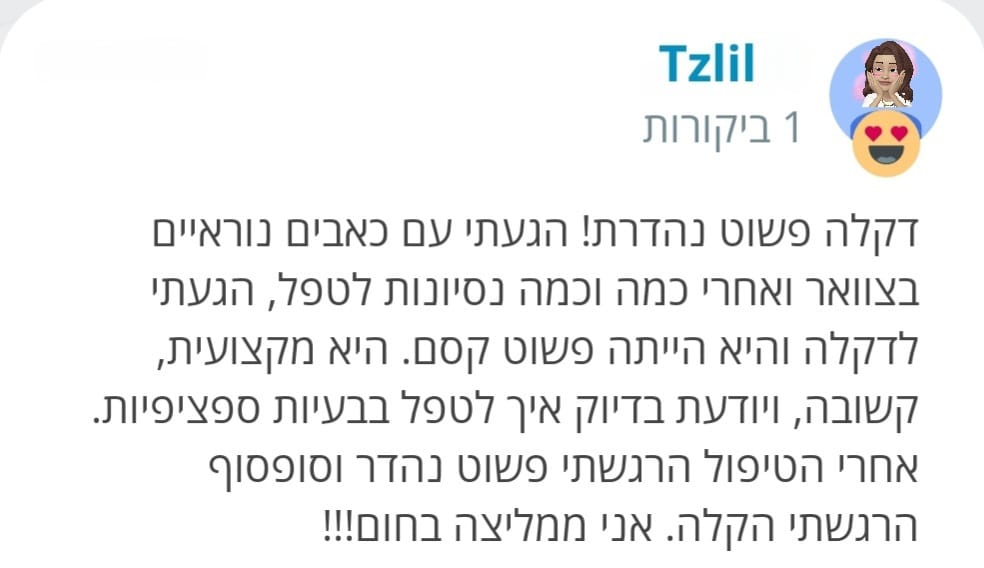 Tzlil
1 ביקורות
דקלה פשוט נהדרת! הגעתי עם כאבים נוראיים
בצוואר ואחרי כמה וכמה נסיונות לטפל, הגעתי
לדקלה והיא הייתה פשוט קסם. היא מקצועית,
קשובה, ויודעת בדיוק איך לטפל בבעיות ספציפיות.
אחרי הטיפול הרגשתי פשוט נהדר וסופסוף
הרגשתי הקלה. אני ממליצה בחום!!!